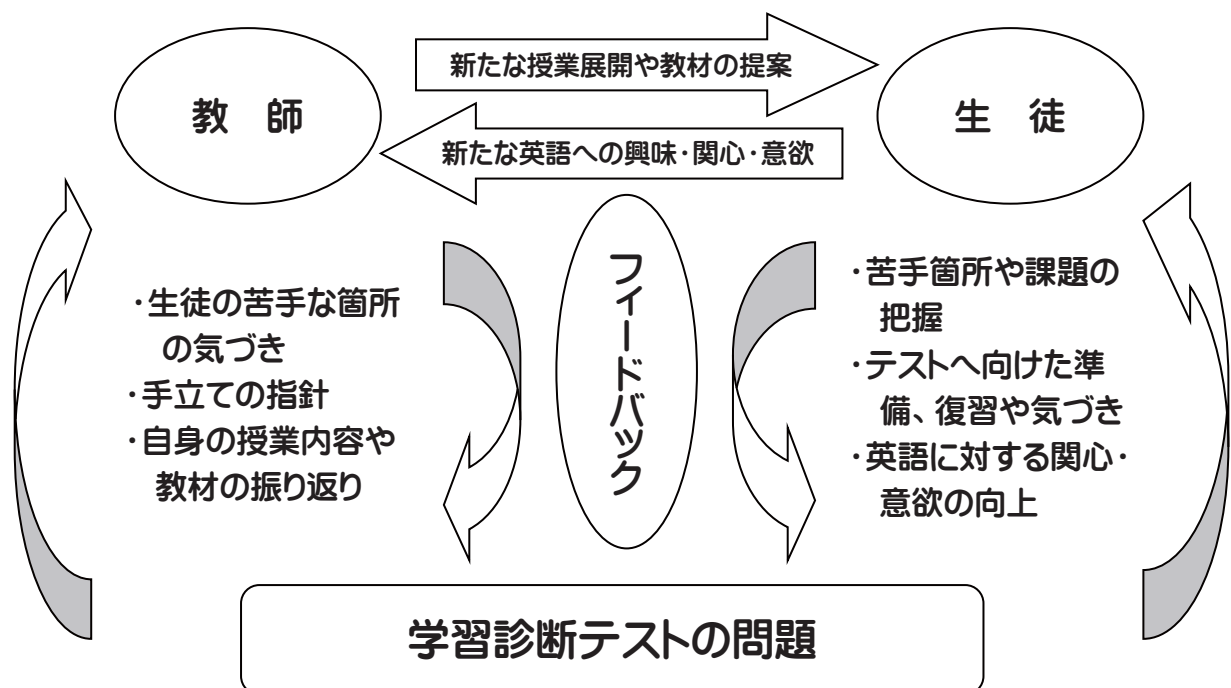 新たな授業展開や教材の提案
教　師
生　徒
新たな英語への興味・関心・意欲
・生徒の苦手な箇所
の気づき
・手立ての指針
・自身の授業内容や
教材の振り返り
フィードバック
・苦手箇所や課題の
把握
・テストへ向けた準
備、復習や気づき
・英語に対する関心・
意欲の向上
学習診断テストの問題